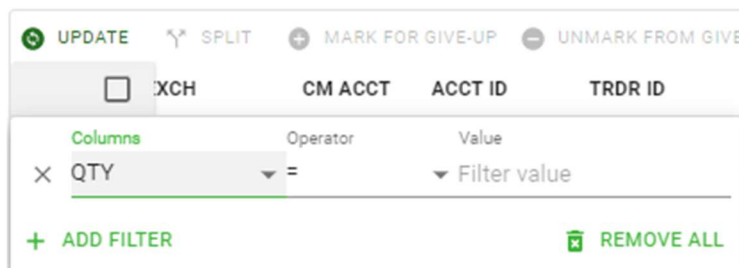 UPDATE SPLIT MARK FOR GIVE-UP UNMARK FROM GIVE
XCH CM ACCT ACCT ID TRDR ID
Columns Operator Value
QTY = Filter value
ADD FILTER REMOVE ALL